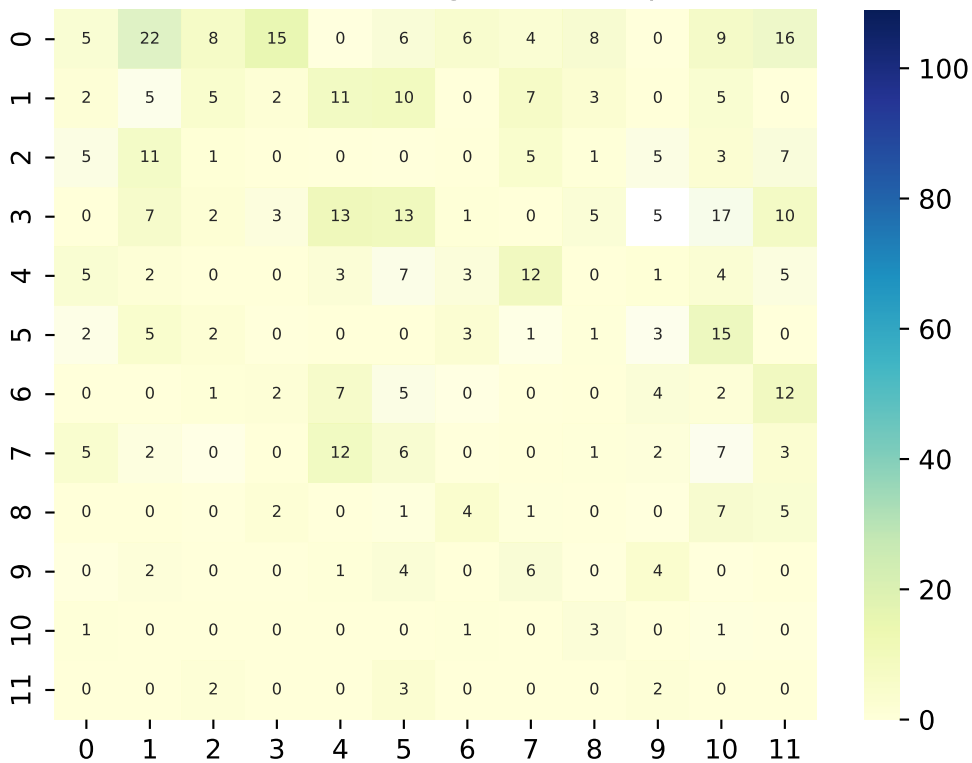 0 5 22 8 15 0 6 6 4 8 0 9 16
1 2 5 5 2 11 10 0 7 3 0 5 0
2 5 11 1 0 0 0 0 5 1 5 3 7
3 0 7 2 3 13 13 1 0 5 5 17 10
4 5 2 0 0 3 7 3 12 0 1 4 5
5 2 5 2 0 0 0 3 1 1 3 15 0
6 0 0 1 2 7 5 0 0 0 4 2 12
7 5 2 0 0 12 6 0 0 1 2 7 3
8 0 0 0 2 0 1 4 1 0 0 7 5
9 0 2 0 0 1 4 0 6 0 4 0 0
10 1 0 0 0 0 0 1 0 3 0 1 0
11 0 0 2 0 0 3 0 0 0 2 0 0
0 1 2 3 4 5 6 7 8 9 10 11
100
80
60
40
20
0